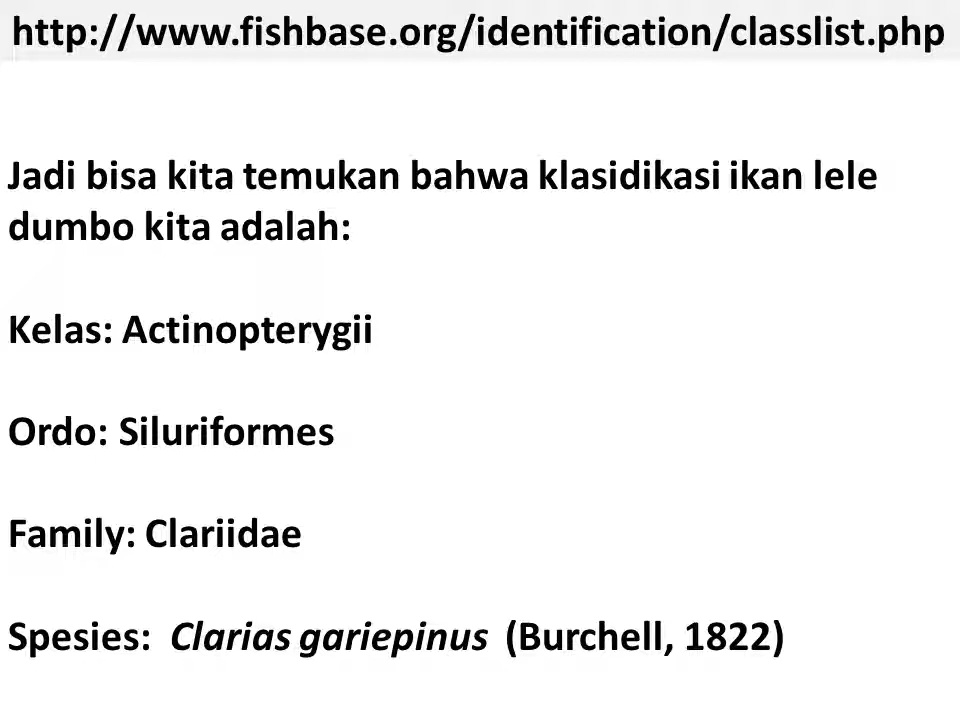 http://www.fishbase.org/identification/classlist.php
Jadi bisa kita temukan bahwa klasidikasi ikan lele
dumbo kita adalah:
Kelas: Actinopterygii
Ordo: Siluriformes
Family: Clariidae
Spesies: Clarias gariepinus (Burchell, 1822)